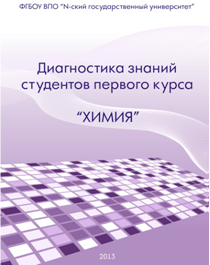 ФГБОУ ВПО "N-ский государственный университет"
Диагностика знаний
студентов первого курса
"ХИМИЯ"
2013